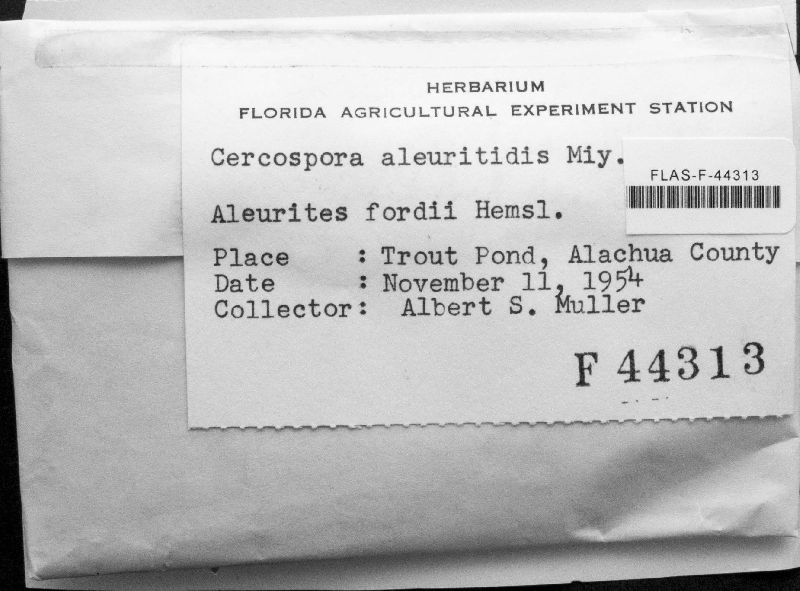 HERBARIUM
FLORIDA AGRICULTURAL EXPERIMENT STATION
Cercospora aleuritidis Miy.
FLAS-F-44313
Aleurites fordii Hemsl.
Place : Trout Pond, Alachua County
Date : November 11, 1954
Collector: Albert S. Muller
F 44313